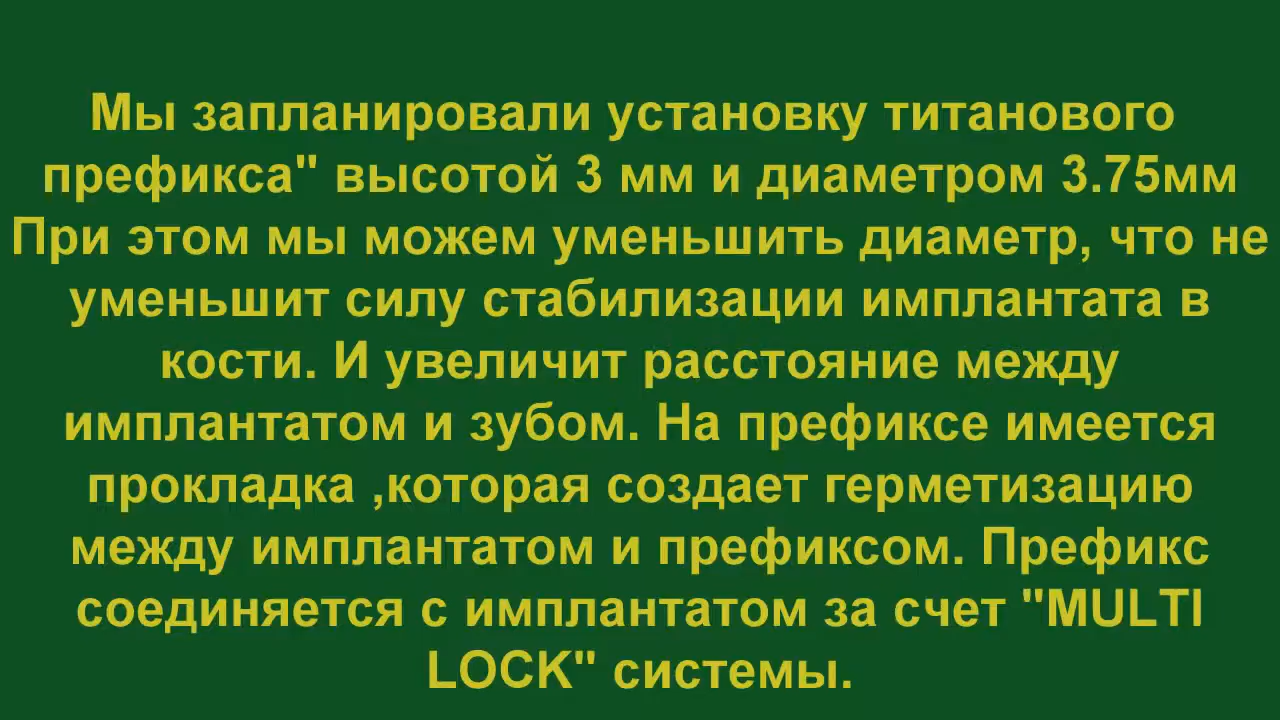 Мы запланировали установку титанового
префикса" высотой 3 мм и диаметром 3.75мм
При этом мы можем уменьшить диаметр, что не
уменьшит силу стабилизации имплантата в
кости. И увеличит расстояние между
имплантатом и зубом. На префиксе имеется
прокладка ,которая создает герметизацию
между имплантатом и префиксом. Префикс
соединяется с имплантатом за счет "MULTI
LOCK" системы.